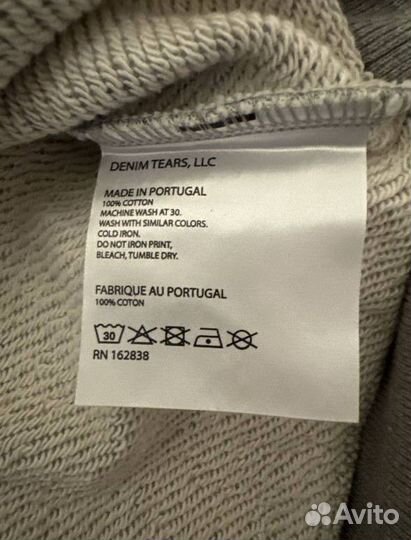 DENIM TEARS, LLC
MADE IN PORTUGAL
100% COTTON
MACHINE WASH AT 30.
WASH WITH SIMILAR COLORS.
COLD IRON.
DO NOT IRON PRINT,
BLEACH, TUMBLE DRY.
FABRIQUE AU PORTUGAL
100% COTON
30
RN 162838
Avito